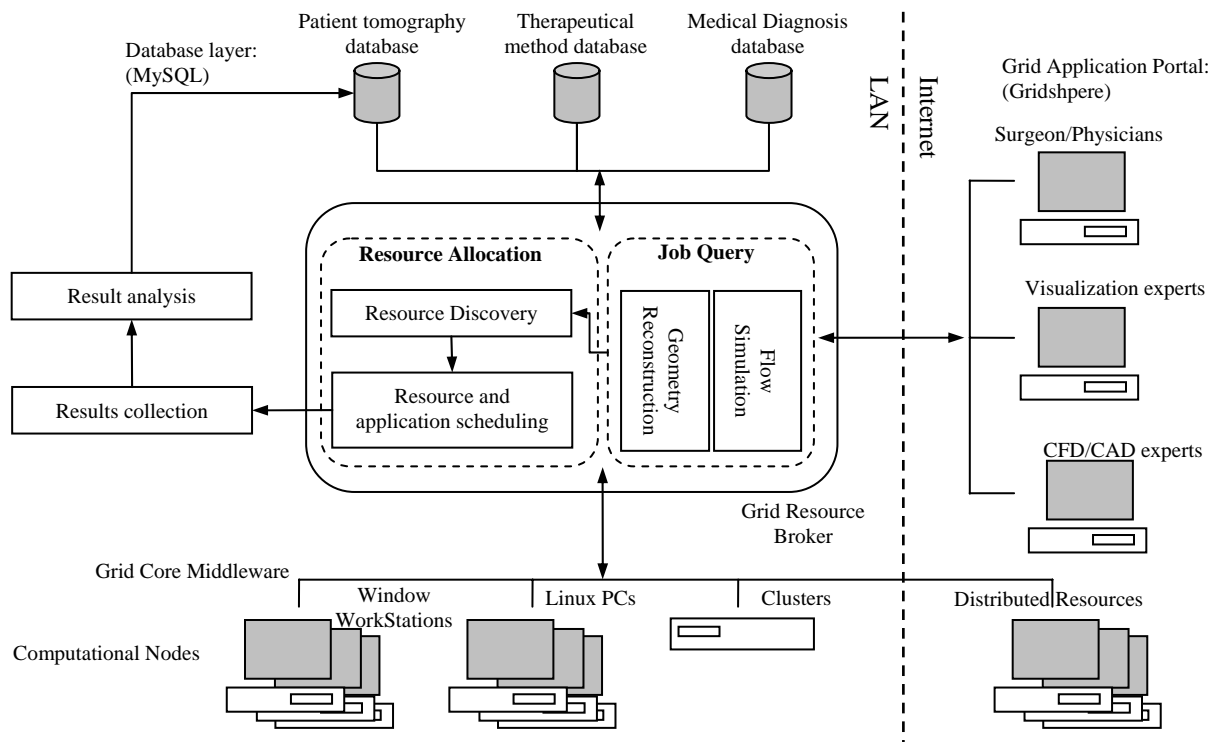 Patient tomography
database
Therapeutical
method database
Medical Diagnosis
database
Database layer:
(MySQL)
LAN
Internet
Grid Application Portal:
(Gridshpere)
Surgeon/Physicians
Resource Allocation
Job Query
Result analysis
Resource Discovery
Geometry
Reconstruction
Flow
Simulation
Visualization experts
Results collection
Resource and
application scheduling
CFD/CAD experts
Grid Resource
Broker
Grid Core Middleware
Window
WorkStations
Linux PCs
Clusters
Distributed Resources
Computational Nodes